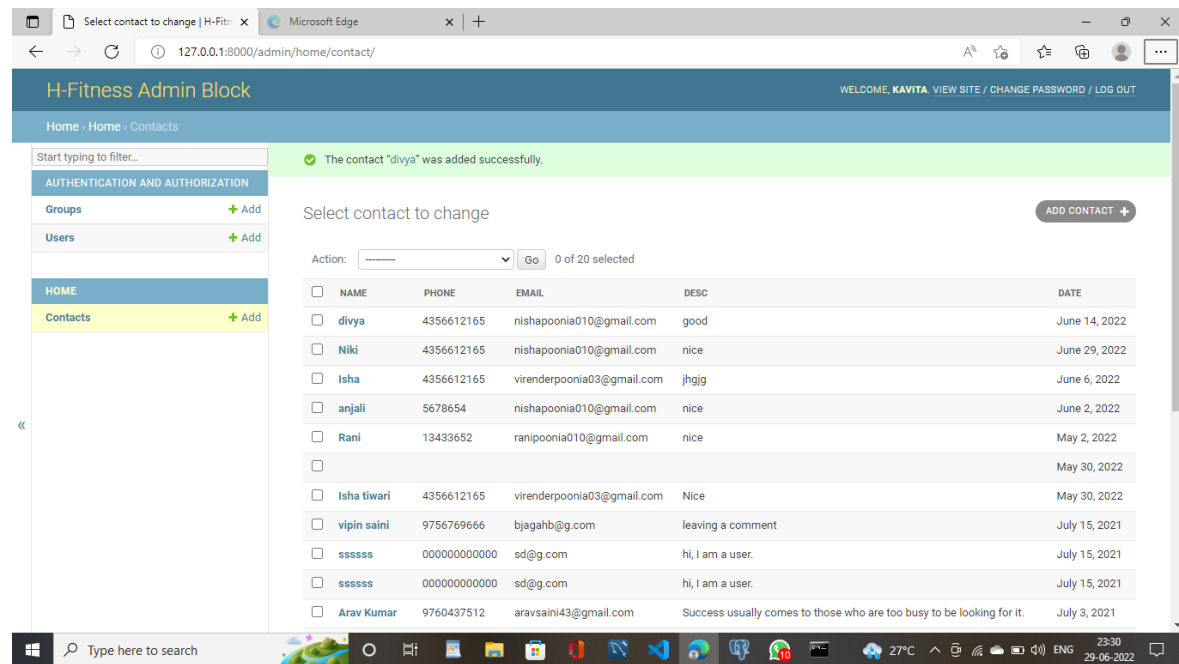 Select contact to change | H-Fitn
Microsoft Edge
127.0.0.1:8000/admin/home/contact/
H-Fitness Admin Block
WELCOME, KAVITA. VIEW SITE / CHANGE PASSWORD / LOG OUT
Home › Home › Contacts
Start typing to filter...
AUTHENTICATION AND AUTHORIZATION
Groups + Add
Users + Add
HOME
Contacts + Add
«
The contact “divya” was added successfully.
Select contact to change
ADD CONTACT +
Action: --------- Go 0 of 20 selected
NAME PHONE EMAIL DESC DATE
divya 4356612165 nishapoonia010@gmail.com good June 14, 2022
Niki 4356612165 nishapoonia010@gmail.com nice June 29, 2022
Isha 4356612165 virenderpoonia03@gmail.com jhgjg June 6, 2022
anjali 5678654 nishapoonia010@gmail.com nice June 2, 2022
Rani 13433652 ranipoonia010@gmail.com nice May 2, 2022
May 30, 2022
Isha tiwari 4356612165 virenderpoonia03@gmail.com Nice May 30, 2022
vipin saini 9756769666 bjagahb@g.com leaving a comment July 15, 2021
ssssss 000000000000 sd@g.com hi, I am a user. July 15, 2021
ssssss 000000000000 sd@g.com hi, I am a user. July 15, 2021
Arav Kumar 9760437512 aravsaini43@gmail.com Success usually comes to those who are too busy to be looking for it. July 3, 2021
Type here to search
10
27°C
ENG
23:30
29-06-2022